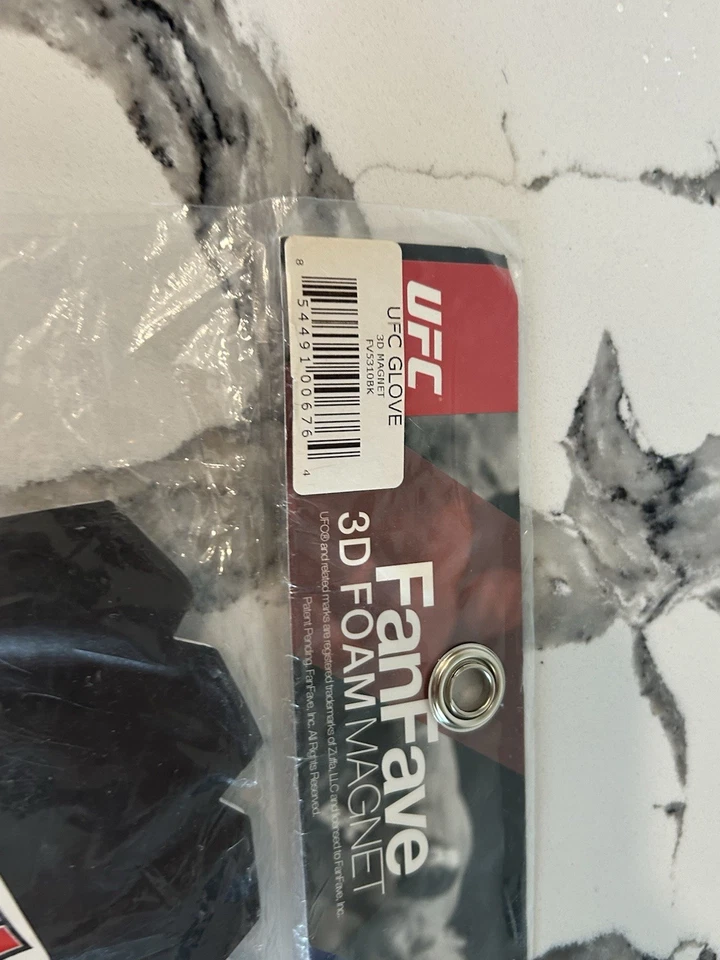 UFC
UFC GLOVE
3D MAGNET
FV5310BK
8 54491 00676 4
FanFave
3D FOAM MAGNET
UFC® and related marks are registered trademarks of Zuffa, LLC and licensed to FanFave, Inc.
Patent Pending. FanFave, Inc. All Rights Reserved.